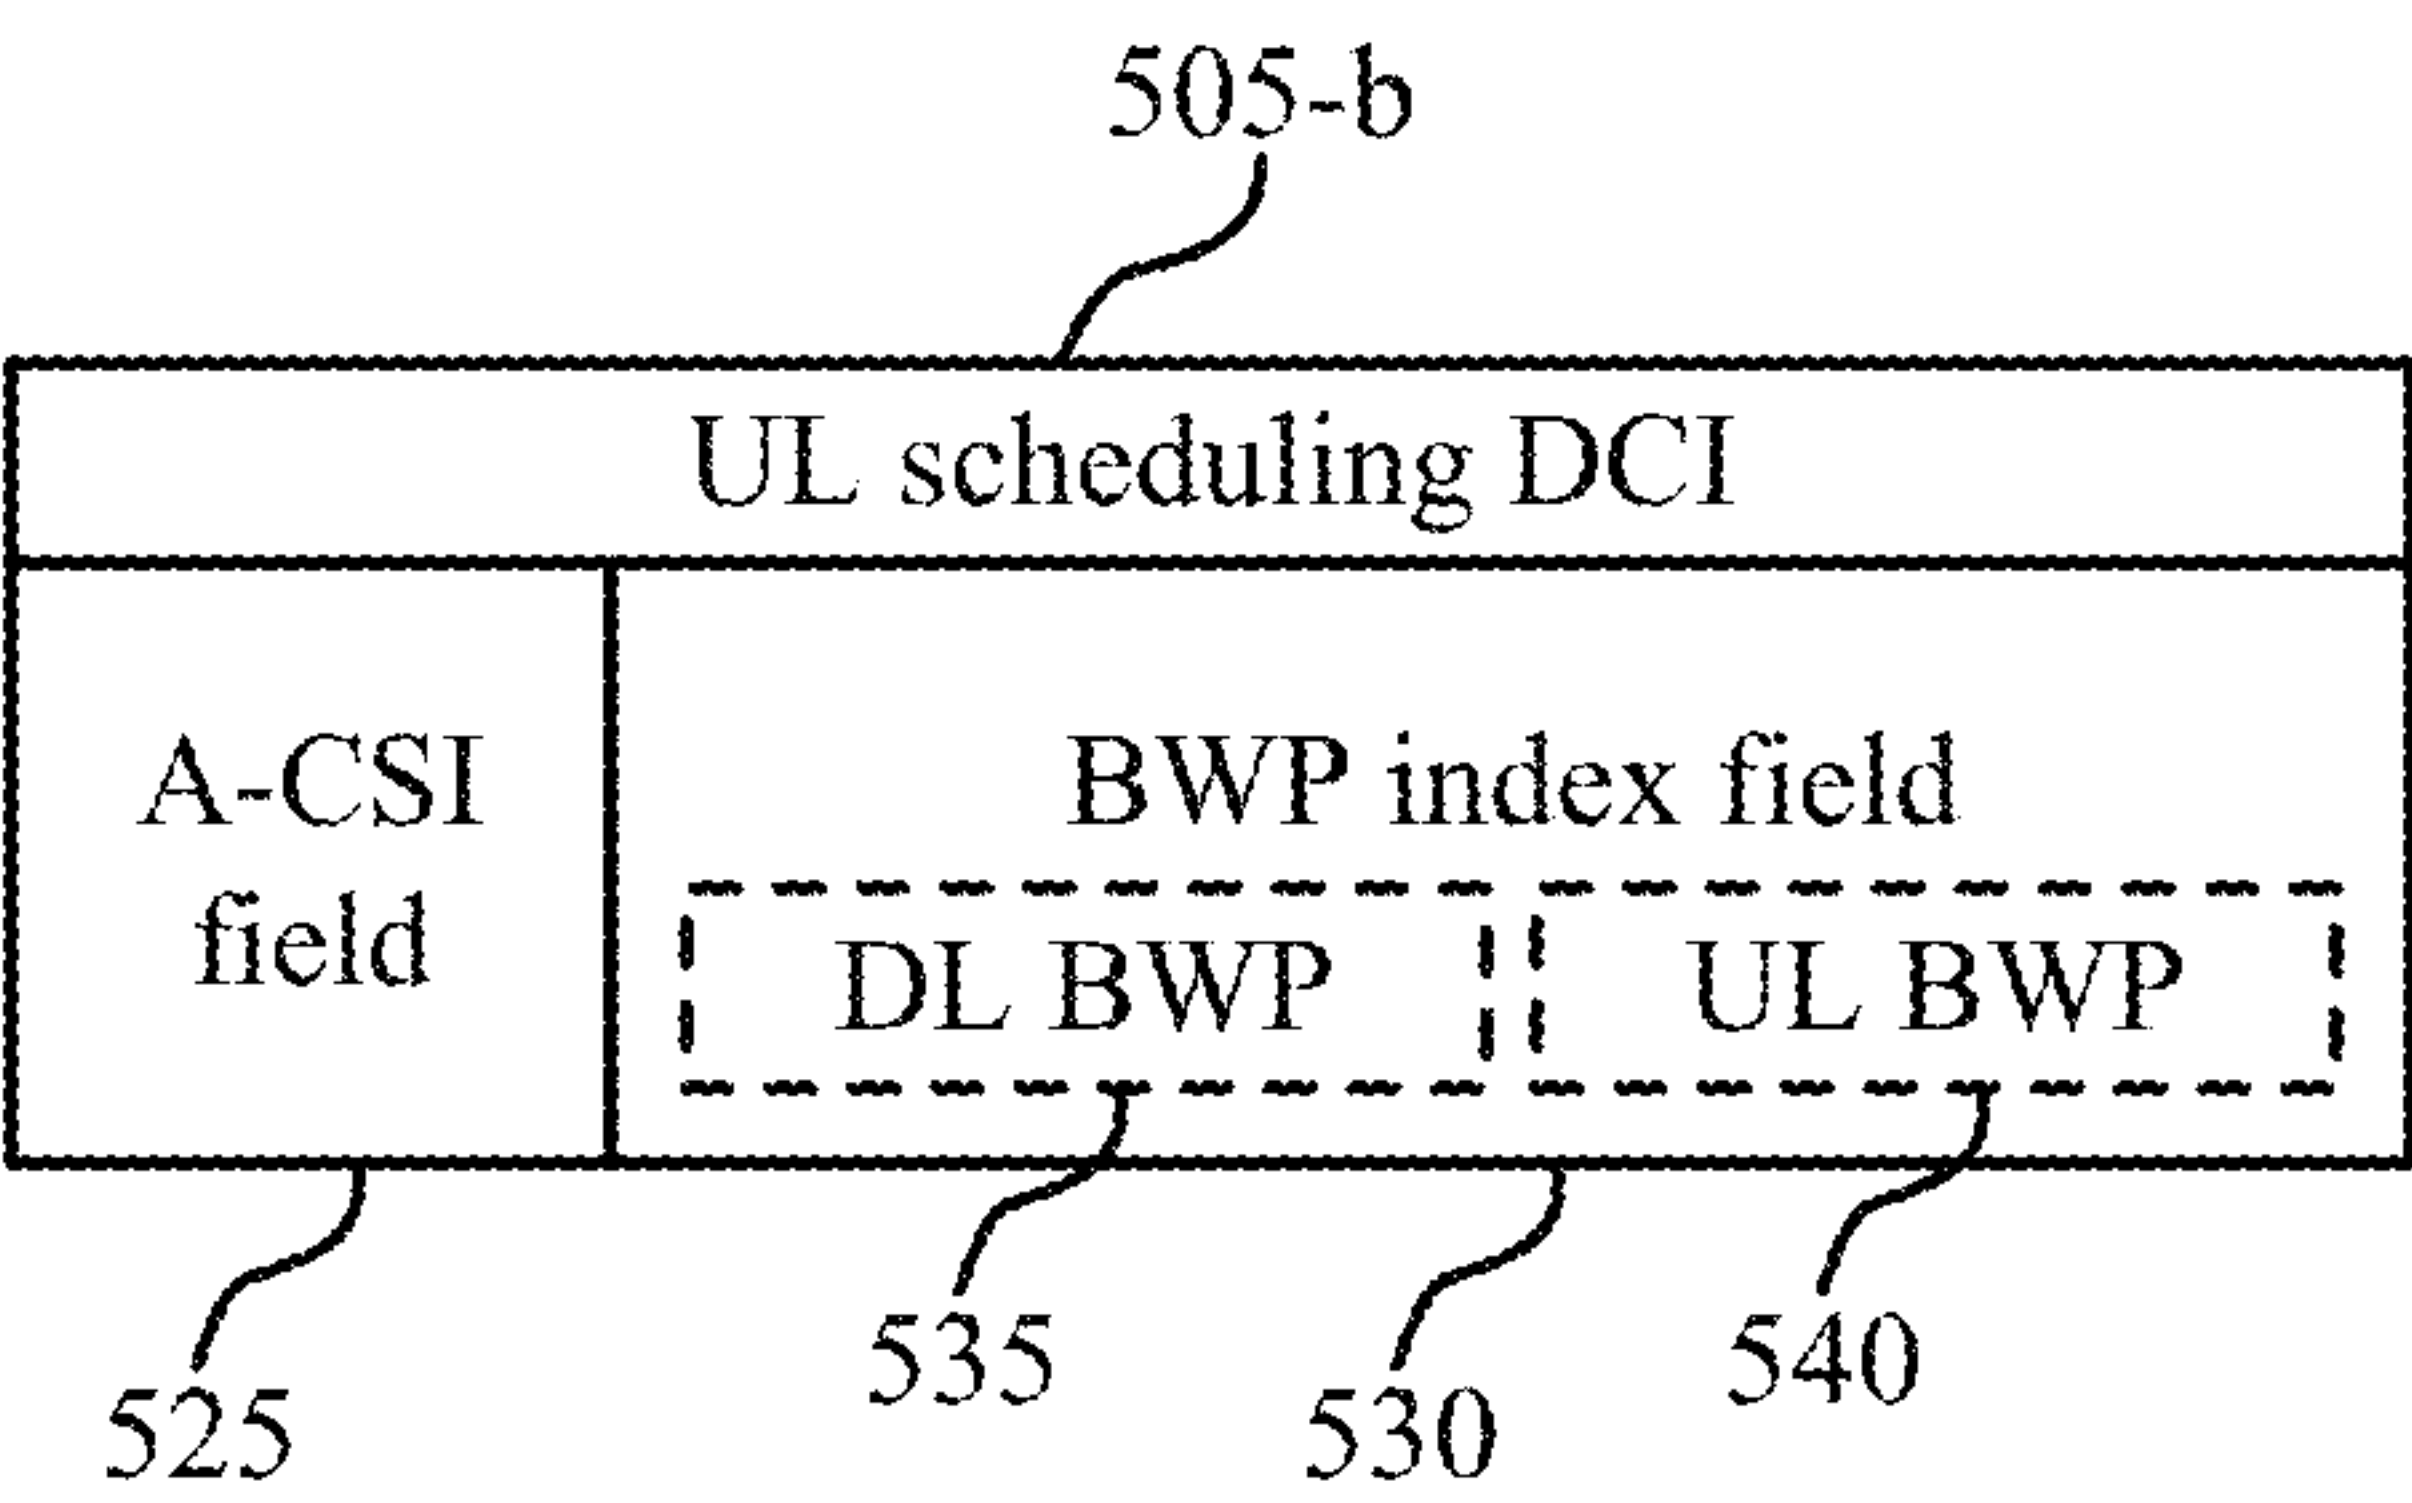 505-b
UL scheduling DCI
A-CSI
field
BWP index field
DL BWP
UL BWP
535
540
525
530